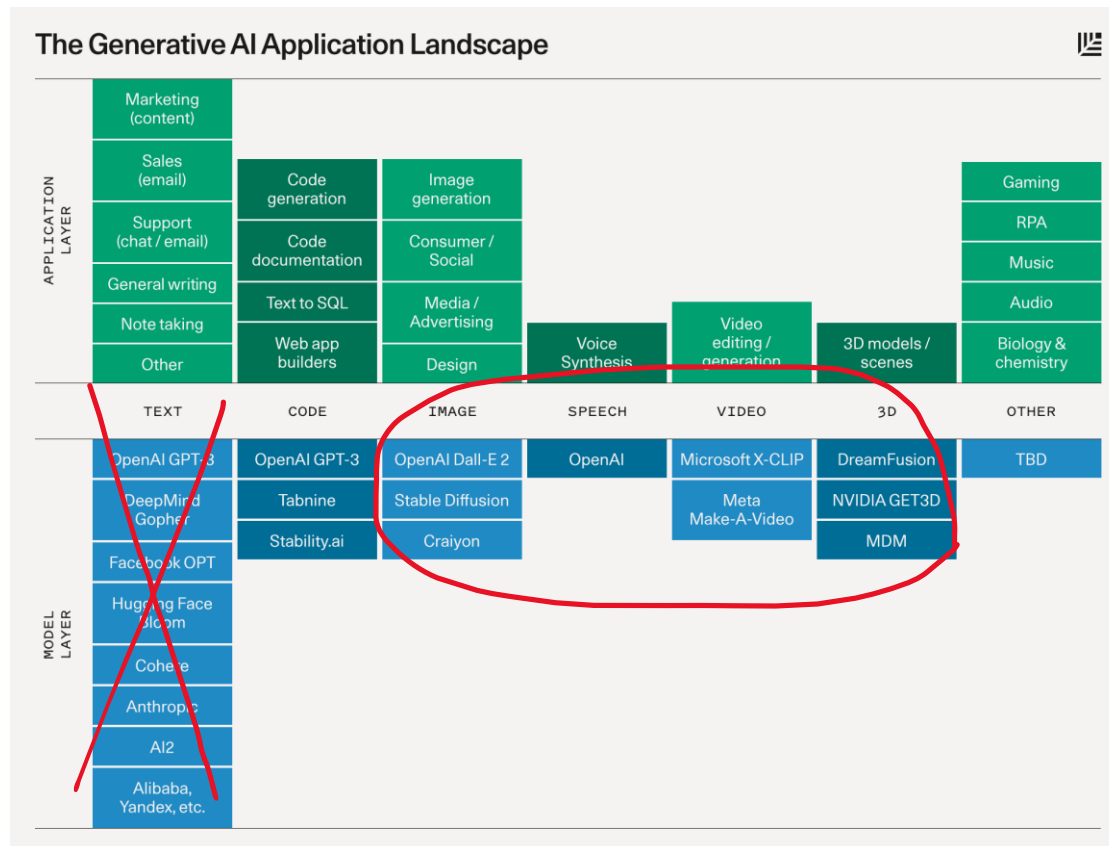 The Generative AI Application Landscape
APPLICATION
LAYER
Marketing
(content)
Sales
(email)
Support
(chat / email)
General writing
Note taking
Other
Code
generation
Code
documentation
Text to SQL
Web app
builders
Image
generation
Consumer /
Social
Media /
Advertising
Design
Voice
Synthesis
Video
editing /
generation
3D models /
scenes
Gaming
RPA
Music
Audio
Biology &
chemistry
TEXT
CODE
IMAGE
SPEECH
VIDEO
3D
OTHER
MODEL
LAYER
OpenAI GPT-3
DeepMind
Gopher
Facebook OPT
Hugging Face
Bloom
Cohere
Anthropic
AI2
Alibaba,
Yandex, etc.
OpenAI GPT-3
Tabnine
Stability.ai
OpenAI Dall-E 2
Stable Diffusion
Craiyon
OpenAI
Microsoft X-CLIP
Meta
Make-A-Video
DreamFusion
NVIDIA GET3D
MDM
TBD